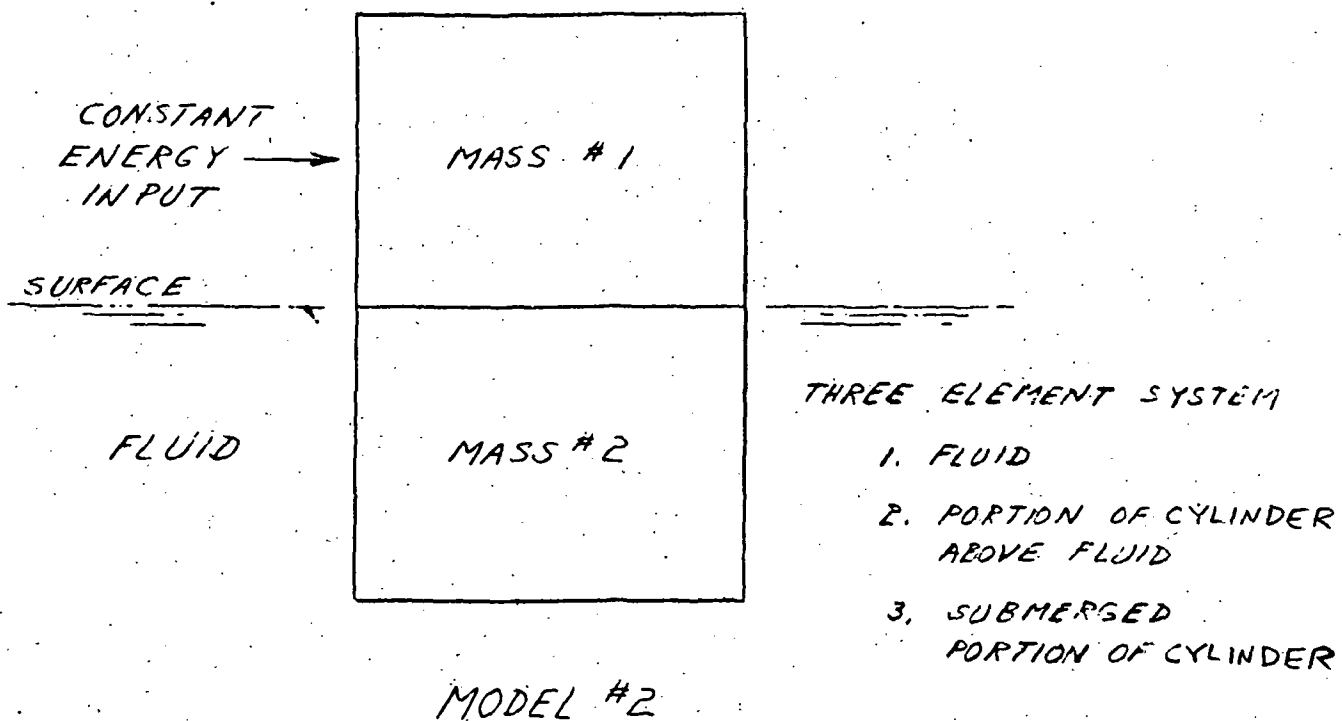 CONSTANT
ENERGY
INPUT
MASS #1
SURFACE
FLUID
MASS #2
THREE ELEMENT SYSTEM
1. FLUID
2. PORTION OF CYLINDER
ABOVE FLUID
3. SUBMERGED
PORTION OF CYLINDER
MODEL #2